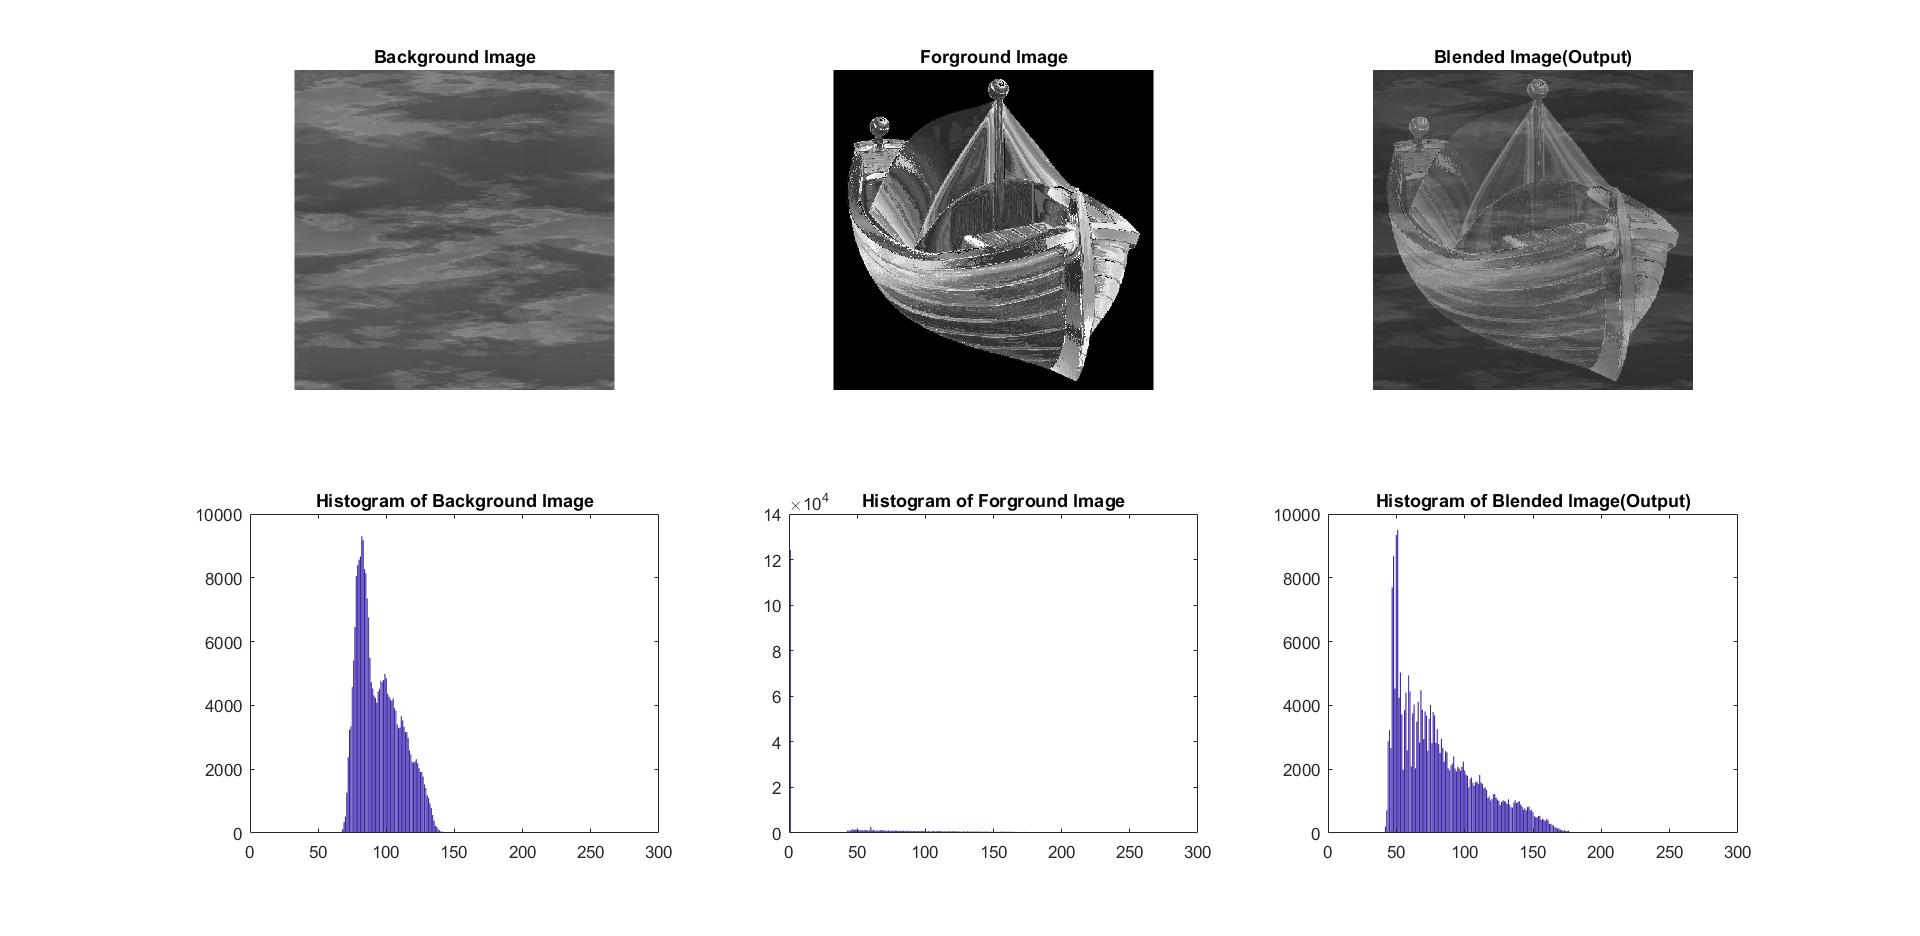 Background Image
Forground Image
Blended Image(Output)
Histogram of Background Image
10000
8000
6000
4000
2000
0
0 50 100 150 200 250 300
×10^4
Histogram of Forground Image
14
12
10
8
6
4
2
0
0 50 100 150 200 250 300
Histogram of Blended Image(Output)
10000
8000
6000
4000
2000
0
0 50 100 150 200 250 300